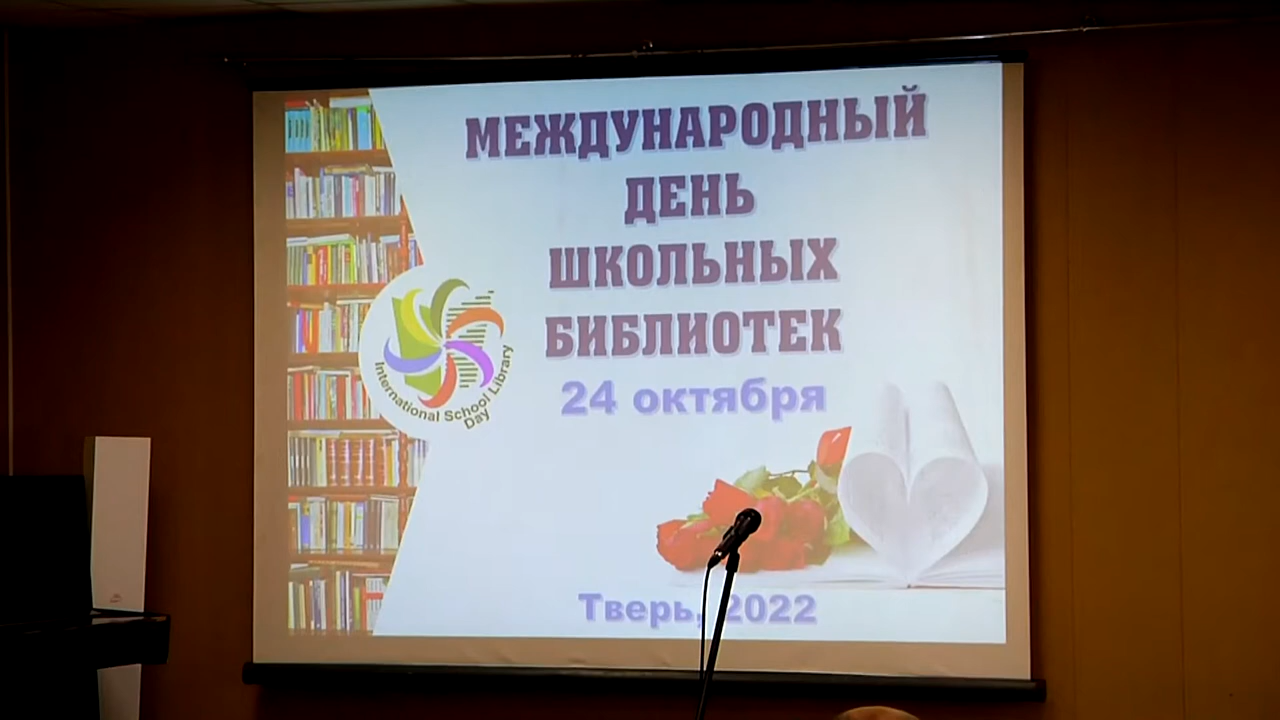 МЕЖДУНАРОДНЫЙ
ДЕНЬ
ШКОЛЬНЫХ
БИБЛИОТЕК
24 октября
International School Library
Day
Тверь, 2022